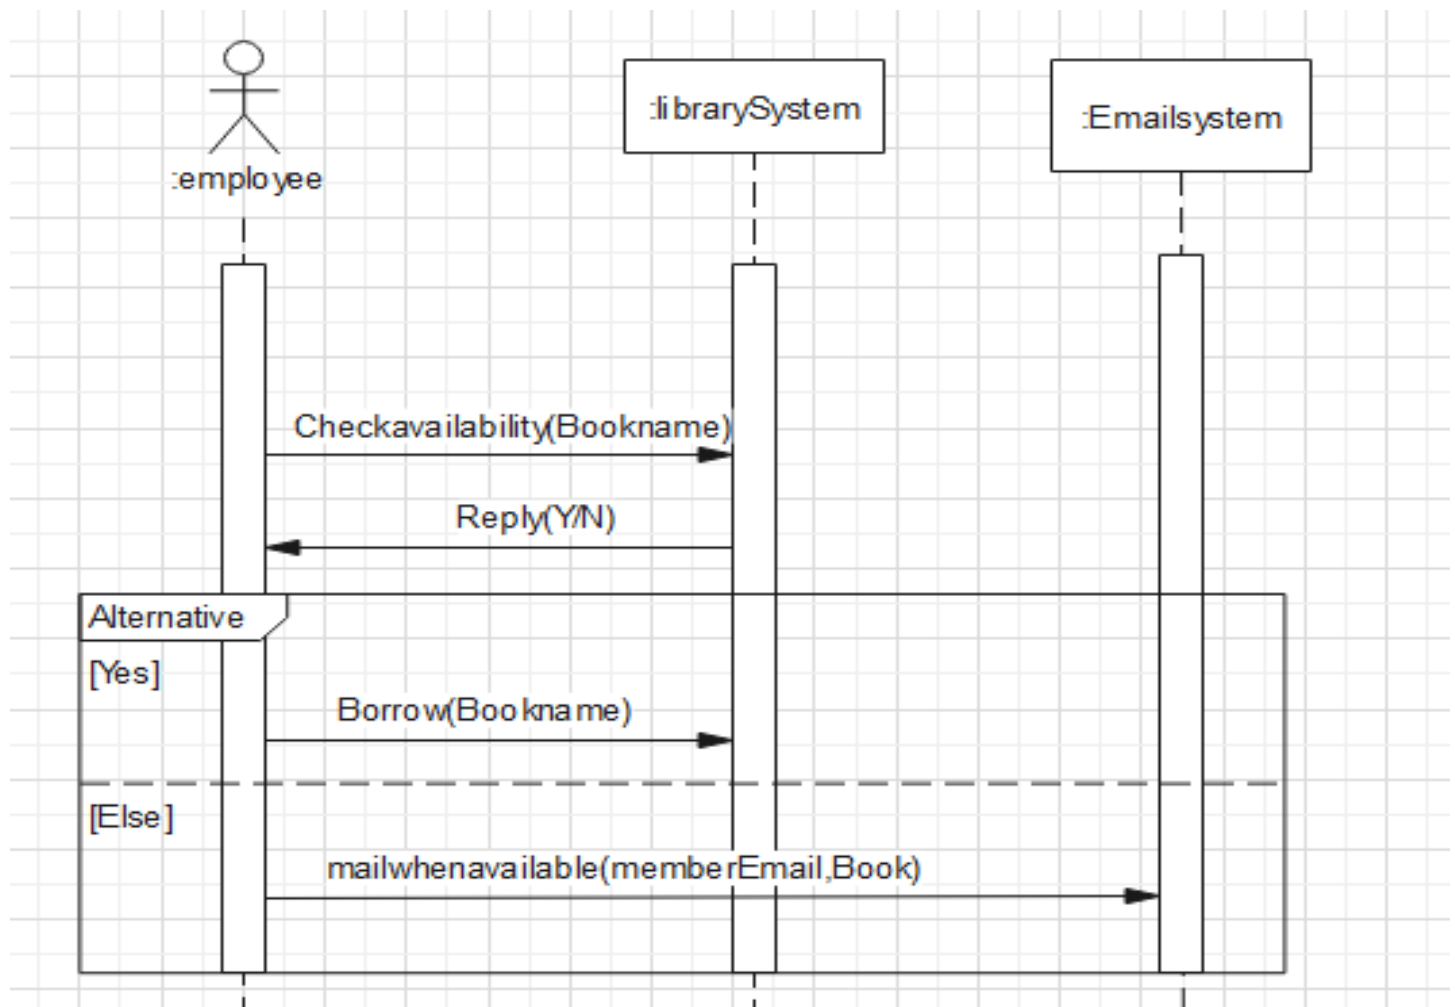 :librarySystem
:Emailsystem
:employee
Checkavailability(Bookname)
Reply(Y/N)
Alternative
[Yes]
Borrow(Bookname)
[Else]
mailwhenavailable(memberEmail,Book)